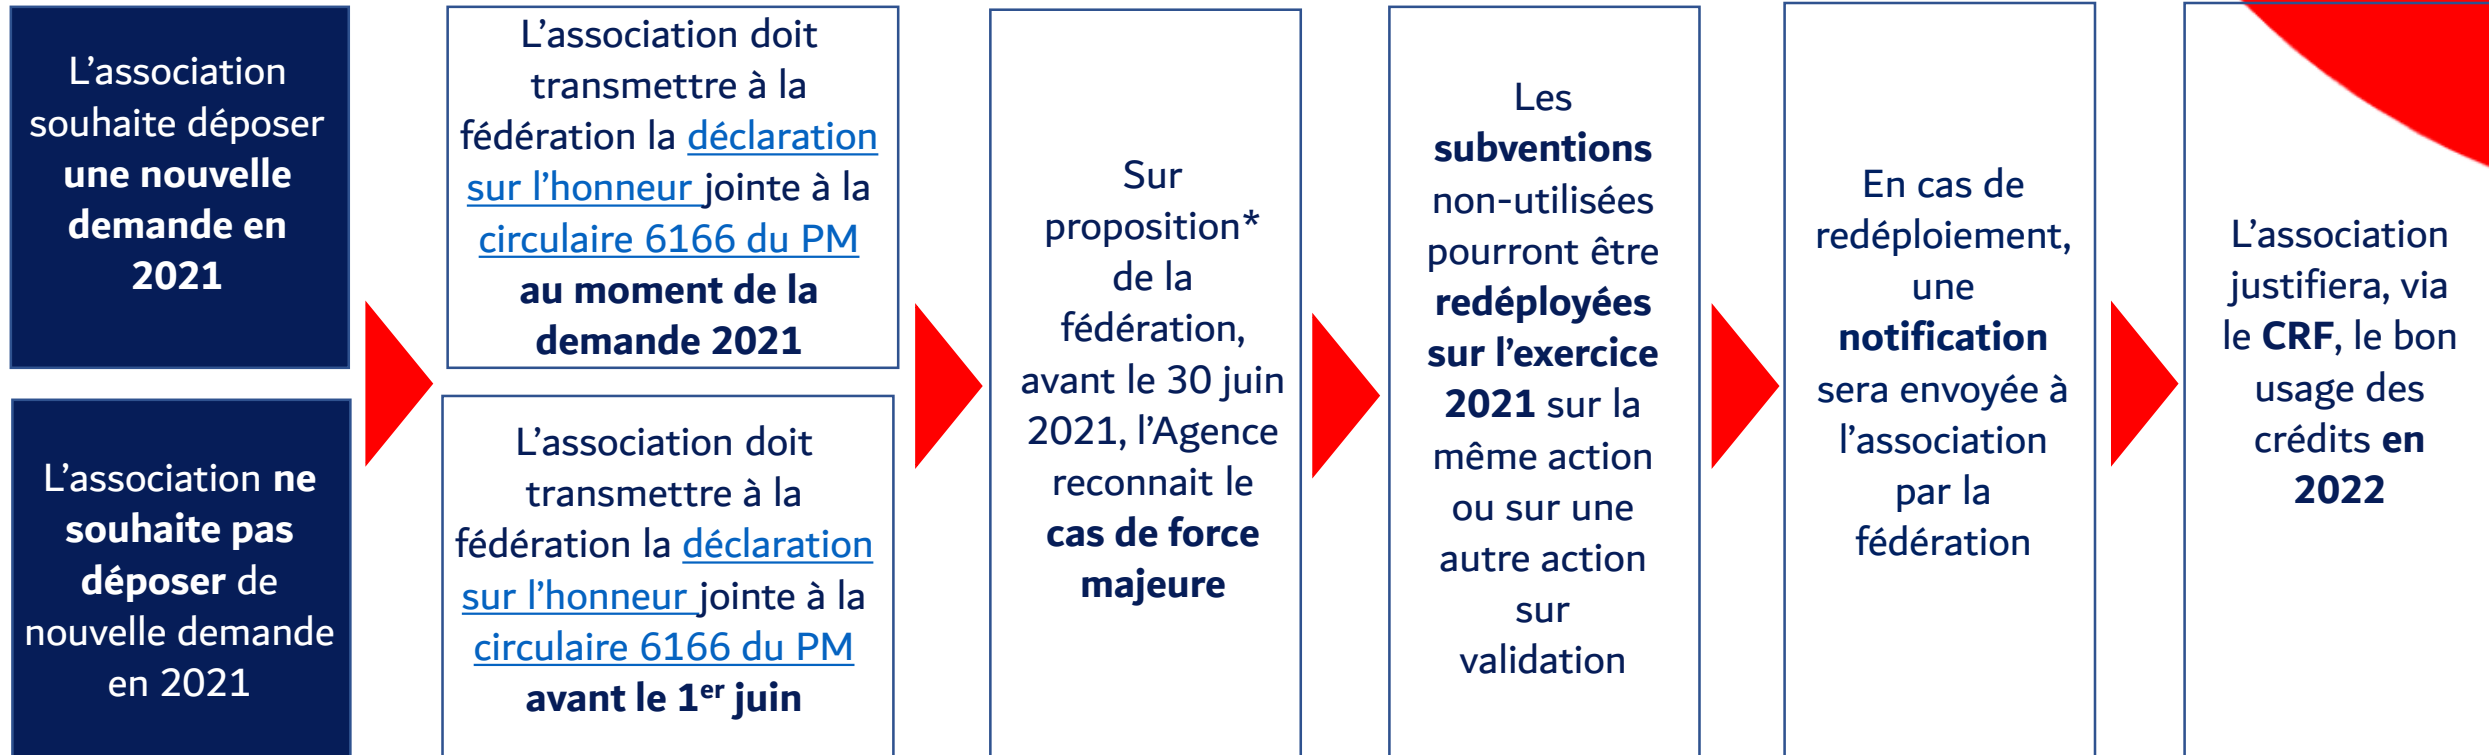 L’association
souhaite déposer
une nouvelle
demande en
2021
L’association ne
souhaite pas
déposer de
nouvelle demande
en 2021
L’association doit
transmettre à la
fédération la déclaration
sur l’honneur jointe à la
circulaire 6166 du PM
au moment de la
demande 2021
L’association doit
transmettre à la
fédération la déclaration
sur l’honneur jointe à la
circulaire 6166 du PM
avant le 1er juin
Sur
proposition*
de la
fédération,
avant le 30 juin
2021, l’Agence
reconnait le
cas de force
majeure
Les
subventions
non-utilisées
pourront être
redéployées
sur l’exercice
2021 sur la
même action
ou sur une
autre action
sur
validation
En cas de
redéploiement,
une
notification
sera envoyée à
l’association
par la
fédération
L’association
justifiera, via
le CRF, le bon
usage des
crédits en
2022